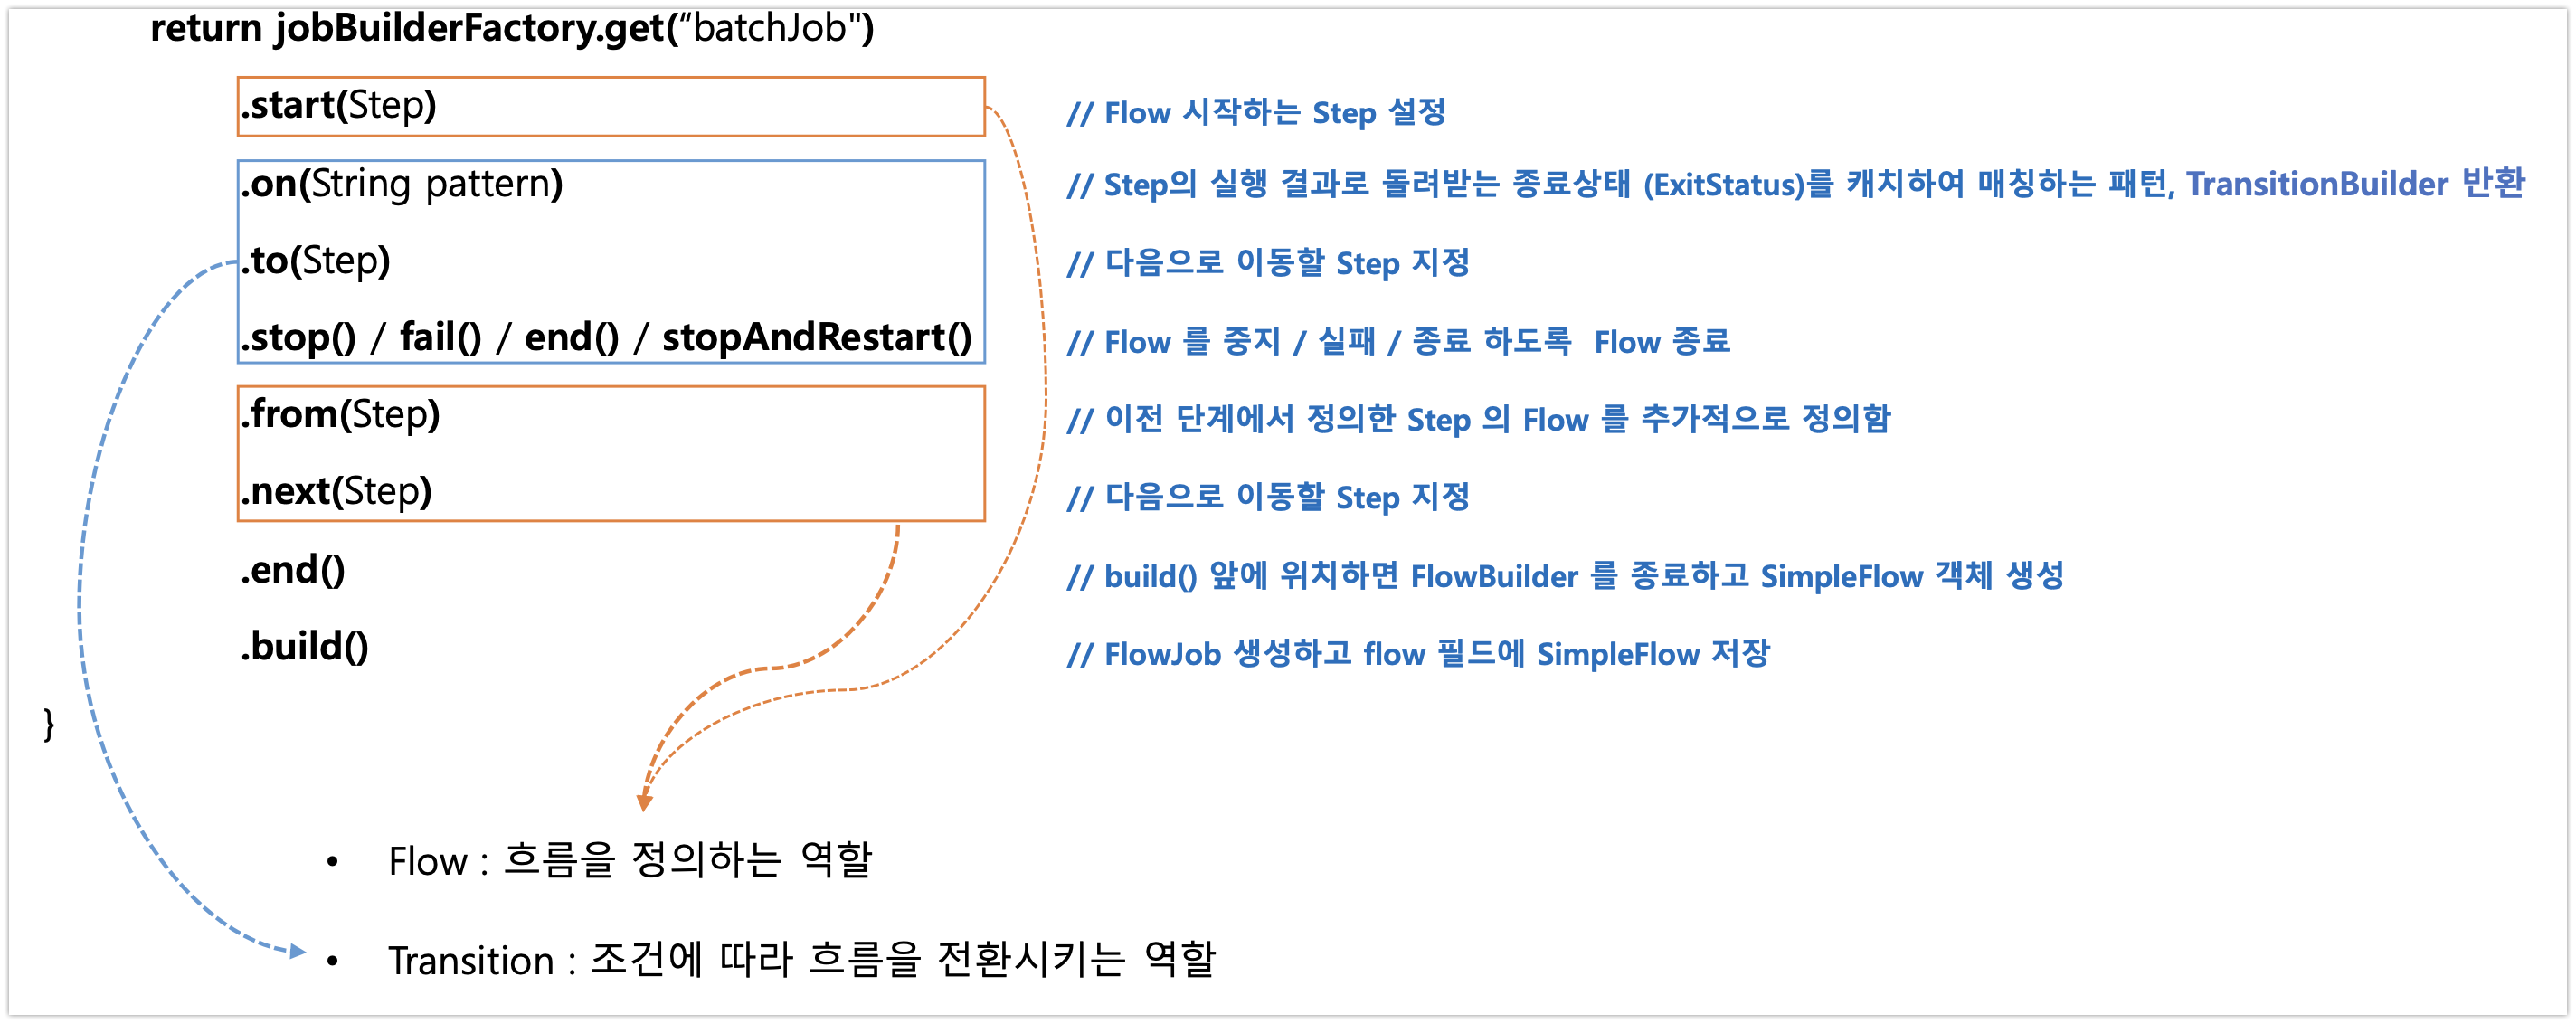 return jobBuilderFactory.get(“batchJob")
.start(Step) // Flow 시작하는 Step 설정
.on(String pattern) // Step의 실행 결과로 돌려받는 종료상태 (ExitStatus)를 캐치하여 매칭하는 패턴, TransitionBuilder 반환
.to(Step) // 다음으로 이동할 Step 지정
.stop() / fail() / end() / stopAndRestart() // Flow 를 중지 / 실패 / 종료 하도록 Flow 종료
.from(Step) // 이전 단계에서 정의한 Step 의 Flow 를 추가적으로 정의함
.next(Step) // 다음으로 이동할 Step 지정
.end() // build() 앞에 위치하면 FlowBuilder 를 종료하고 SimpleFlow 객체 생성
.build() // FlowJob 생성하고 flow 필드에 SimpleFlow 저장
}
• Flow : 흐름을 정의하는 역할
• Transition : 조건에 따라 흐름을 전환시키는 역할